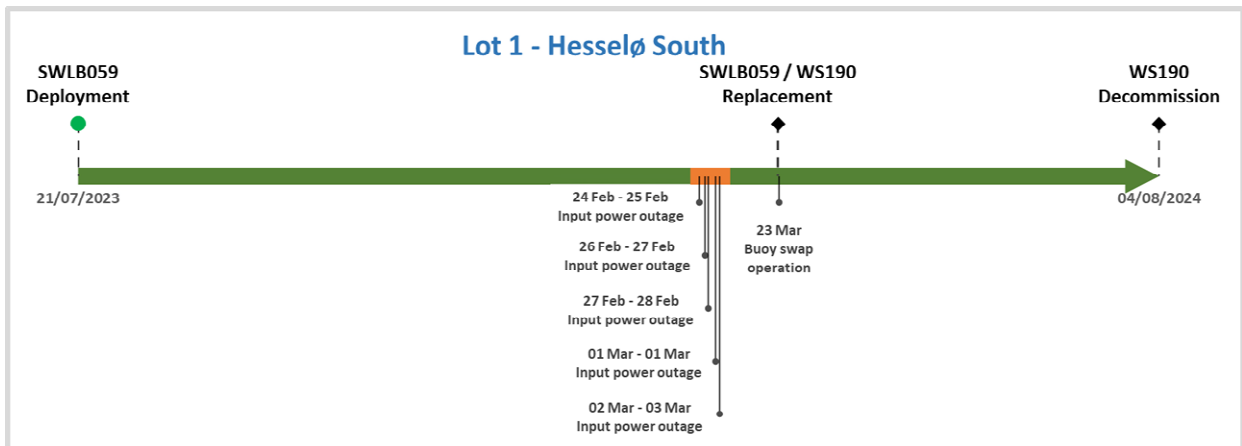 Lot 1 - Hesselø South
SWLB059
Deployment
SWLB059 / WS190
Replacement
WS190
Decommission
21/07/2023
04/08/2024
24 Feb - 25 Feb
Input power outage
26 Feb - 27 Feb
Input power outage
27 Feb - 28 Feb
Input power outage
01 Mar - 01 Mar
Input power outage
02 Mar - 03 Mar
Input power outage
23 Mar
Buoy swap
operation